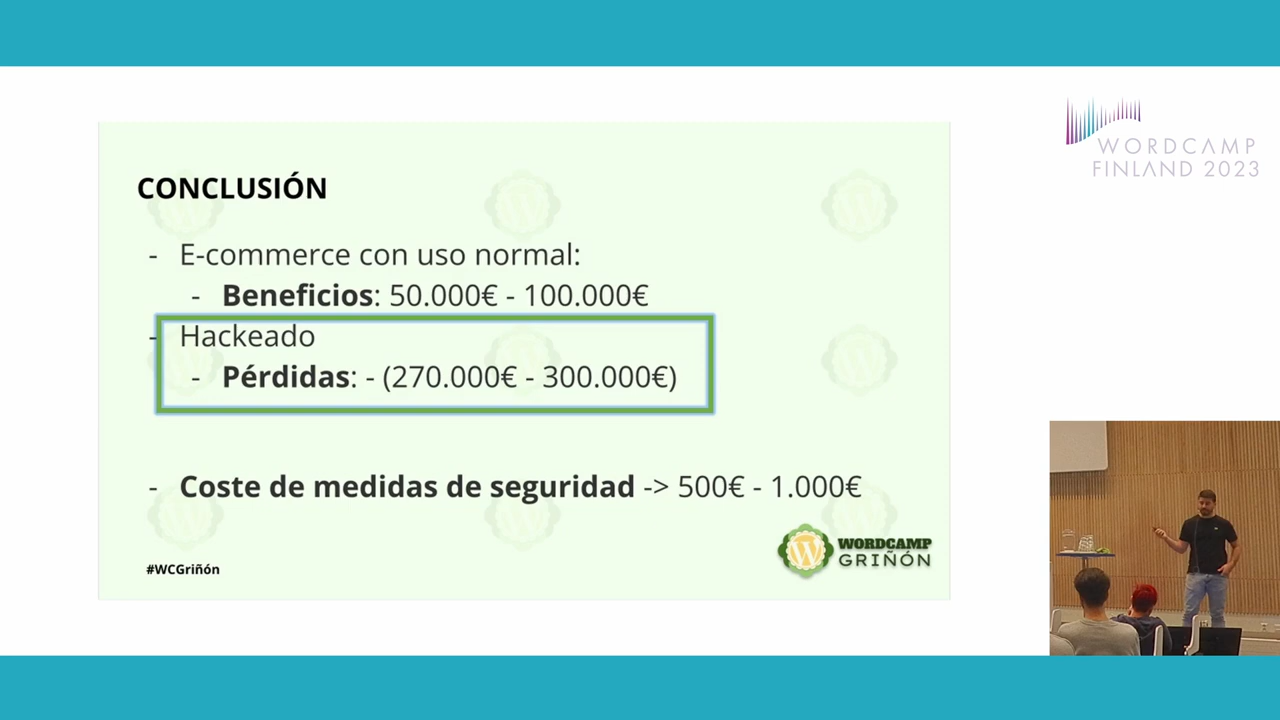 WORDCAMP
FINLAND 2023
CONCLUSIÓN
- E-commerce con uso normal:
- Beneficios: 50.000€ - 100.000€
- Hackeado
- Pérdidas: - (270.000€ - 300.000€)
- Coste de medidas de seguridad -> 500€ - 1.000€
WORDCAMP
GRIÑÓN
#WCGriñón